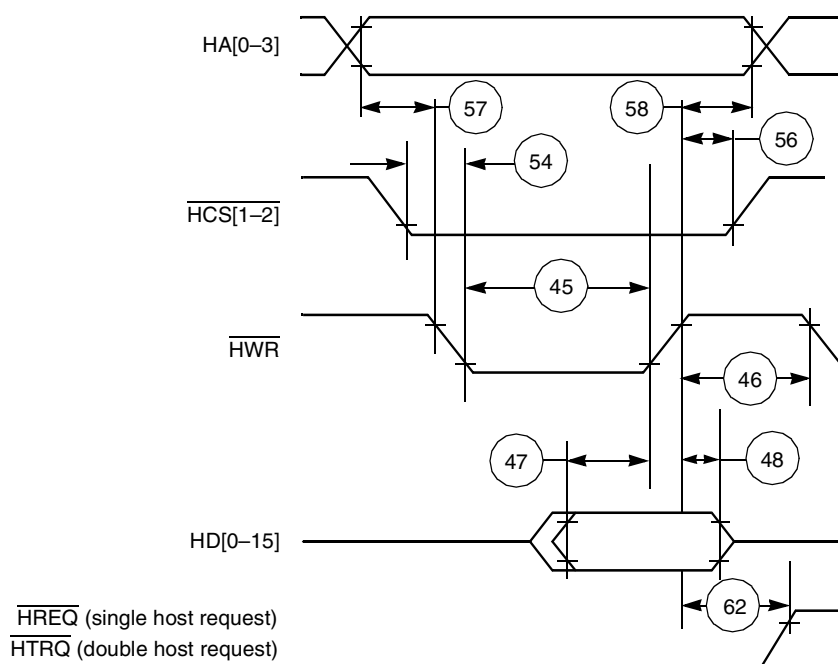 HA[0–3]
57
58
56
54
HCS[1–2]
45
HWR
46
47
48
HD[0–15]
62
HREQ (single host request)
HTRQ (double host request)